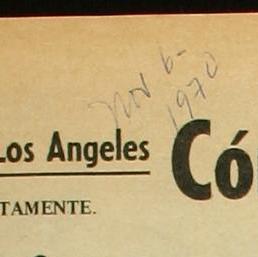 Nov 6-
1970
Los Angeles
Có
TAMENTE.